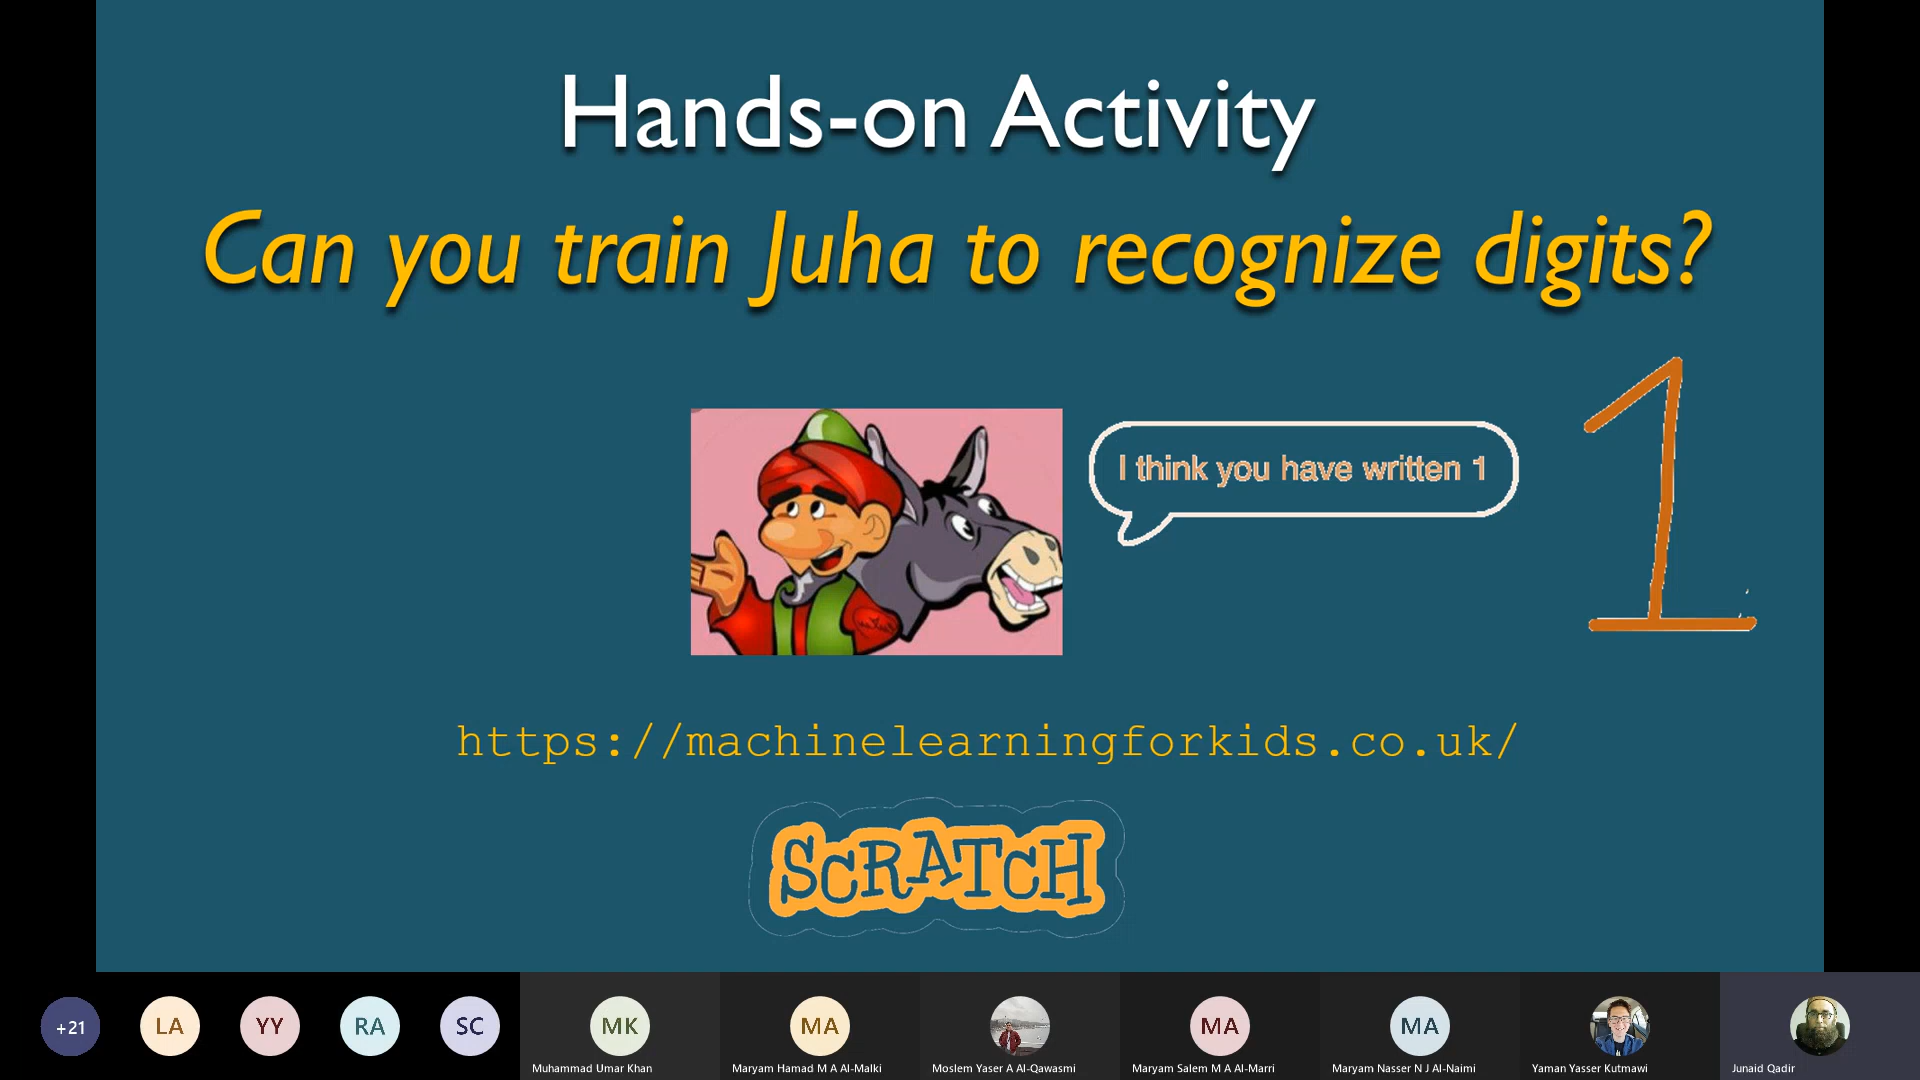 Hands-on Activity
Can you train Juha to recognize digits?
I think you have written 1
1
https://machinelearningforkids.co.uk/
SCRATCH
+21
LA
YY
RA
SC
MK
Muhammad Umar Khan
MA
Maryam Hamad M A Al-Malki
Moslem Yaser A Al-Qawasmi
MA
Maryam Salem M A Al-Marri
MA
Maryam Nasser N J Al-Naimi
Yaman Yasser Kutmawi
Junaid Qadir